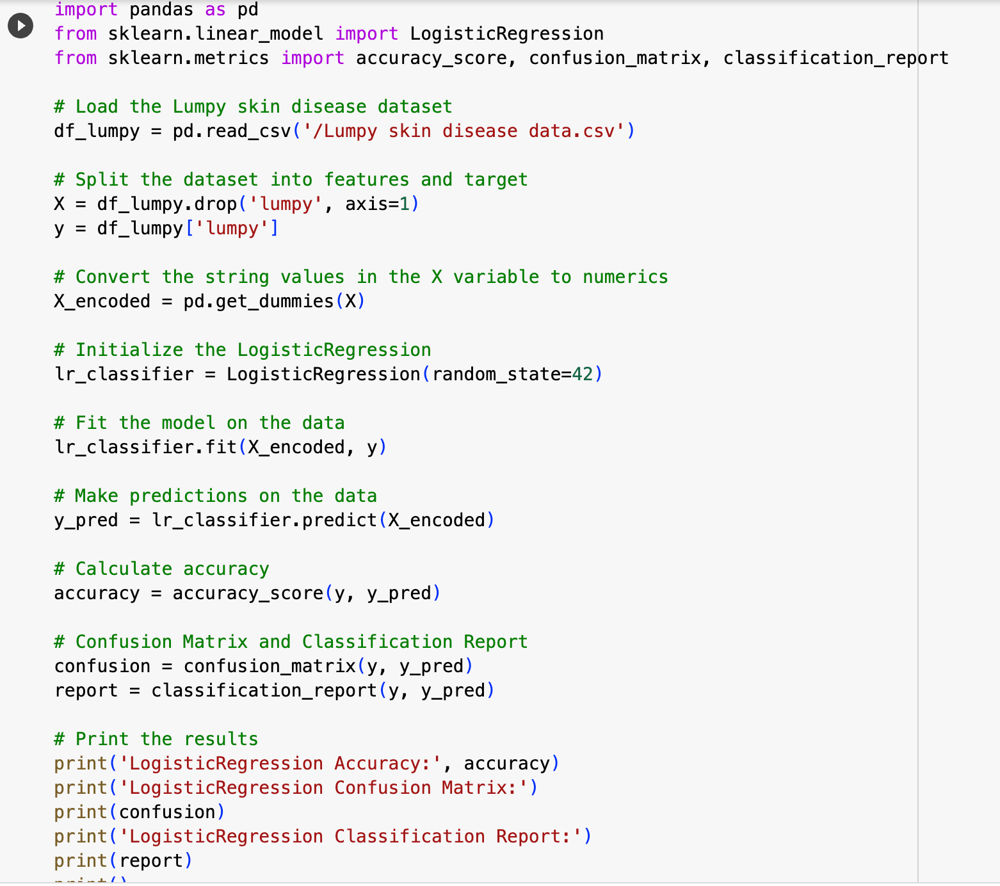 import pandas as pd
from sklearn.linear_model import LogisticRegression
from sklearn.metrics import accuracy_score, confusion_matrix, classification_report
# Load the Lumpy skin disease dataset
df_lumpy = pd.read_csv('/Lumpy skin disease data.csv')
# Split the dataset into features and target
X = df_lumpy.drop('lumpy', axis=1)
y = df_lumpy['lumpy']
# Convert the string values in the X variable to numerics
X_encoded = pd.get_dummies(X)
# Initialize the LogisticRegression
lr_classifier = LogisticRegression(random_state=42)
# Fit the model on the data
lr_classifier.fit(X_encoded, y)
# Make predictions on the data
y_pred = lr_classifier.predict(X_encoded)
# Calculate accuracy
accuracy = accuracy_score(y, y_pred)
# Confusion Matrix and Classification Report
confusion = confusion_matrix(y, y_pred)
report = classification_report(y, y_pred)
# Print the results
print('LogisticRegression Accuracy:', accuracy)
print('LogisticRegression Confusion Matrix:')
print(confusion)
print('LogisticRegression Classification Report:')
print(report)
print()